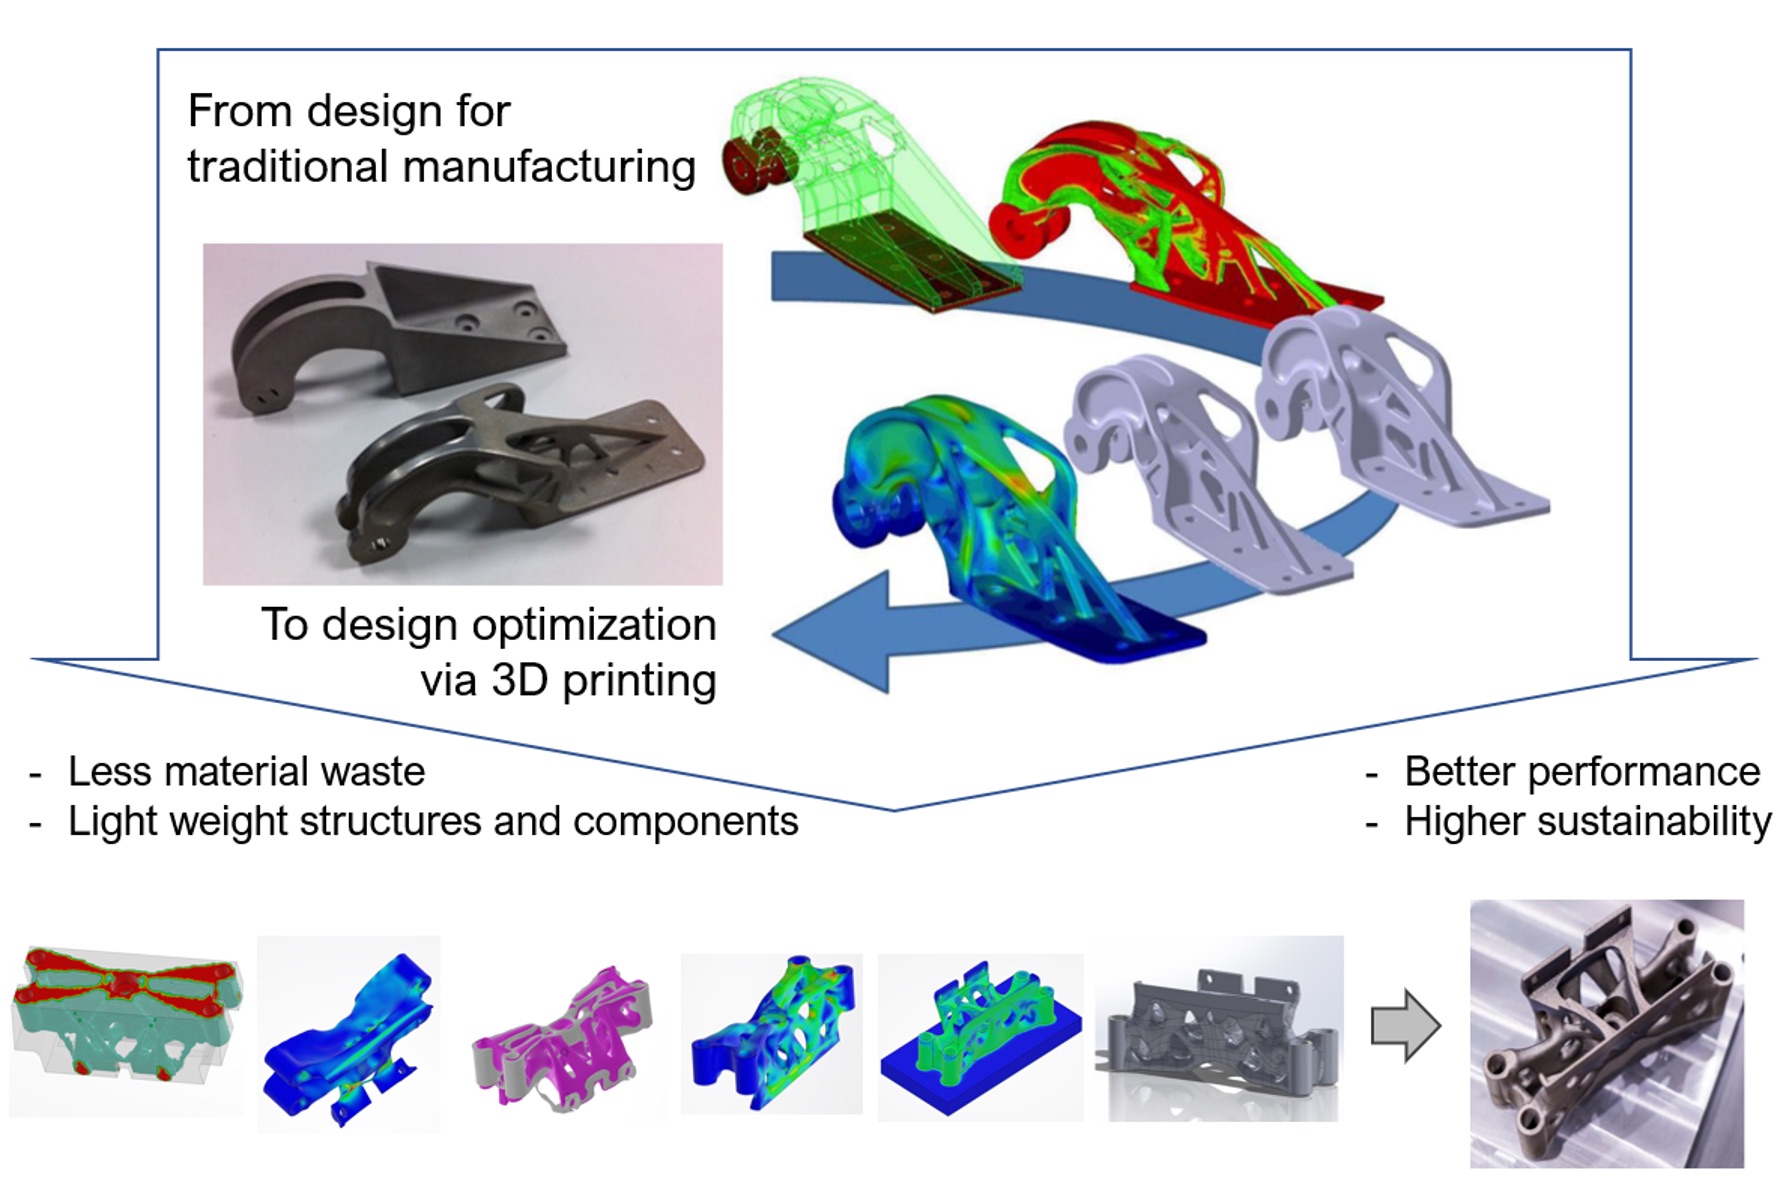 From design for
traditional manufacturing
To design optimization
via 3D printing
- Less material waste
- Light weight structures and components
- Better performance
- Higher sustainability